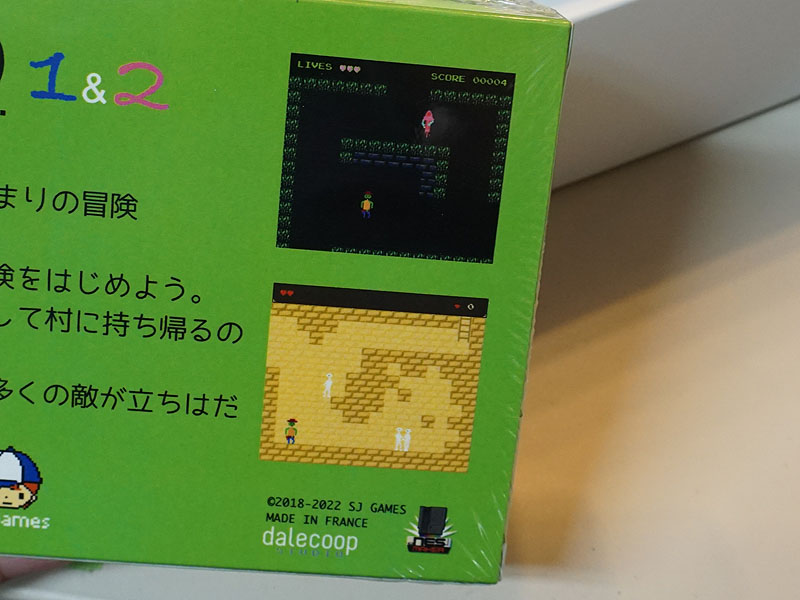 1&2
LIVES
SCORE 00004
まりの冒険
険をはじめよう。
して村に持ち帰るの
多くの敵が立ちはだ
0
©2018-2022 SJ GAMES
MADE IN FRANCE
dalecoop
ames